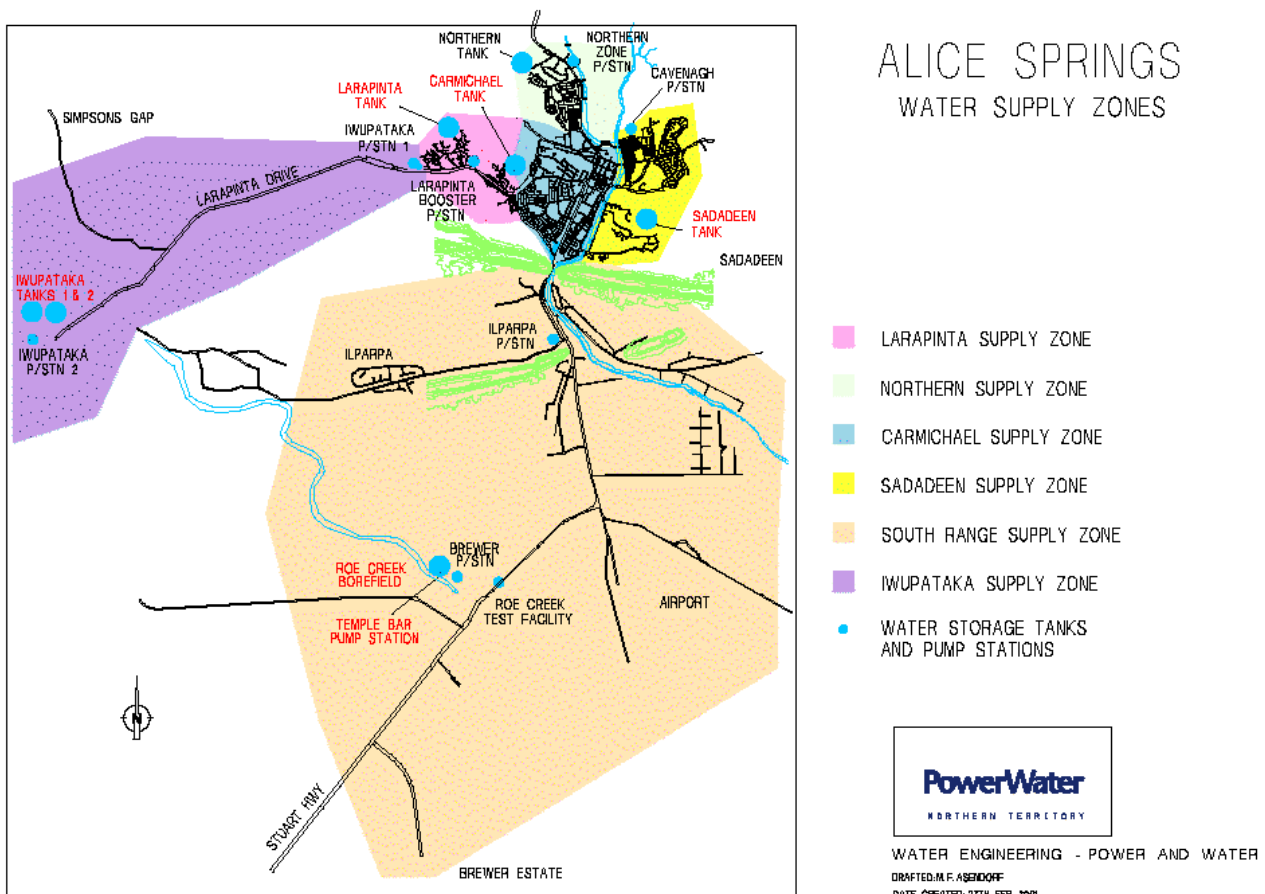 ALICE SPRINGS
WATER SUPPLY ZONES
NORTHERN
TANK
NORTHERN
ZONE
P/STN
CAVENAGH
P/STN
CARMICHAEL
TANK
LARAPINTA
TANK
SIMPSONS GAP
IWUPATAKA
P/STN 1
LARAPINTA DRIVE
LARAPINTA
BOOSTER
P/STN
SADADEEN
TANK
SADADEEN
IWUPATAKA
TANKS 1 & 2
IWUPATAKA
P/STN 2
ILPARPA
ILPARPA
P/STN
BREWER
P/STN
ROE CREEK
BOREFIELD
ROE CREEK
TEST FACILITY
AIRPORT
TEMPLE BAR
PUMP STATION
N
STUART HWY
BREWER ESTATE
LARAPINTA SUPPLY ZONE
NORTHERN SUPPLY ZONE
CARMICHAEL SUPPLY ZONE
SADADEEN SUPPLY ZONE
SOUTH RANGE SUPPLY ZONE
IWUPATAKA SUPPLY ZONE
WATER STORAGE TANKS
AND PUMP STATIONS
PowerWater
NORTHERN TERRITORY
WATER ENGINEERING - POWER AND WATER
DRAFTED: M.F. ASENDORF